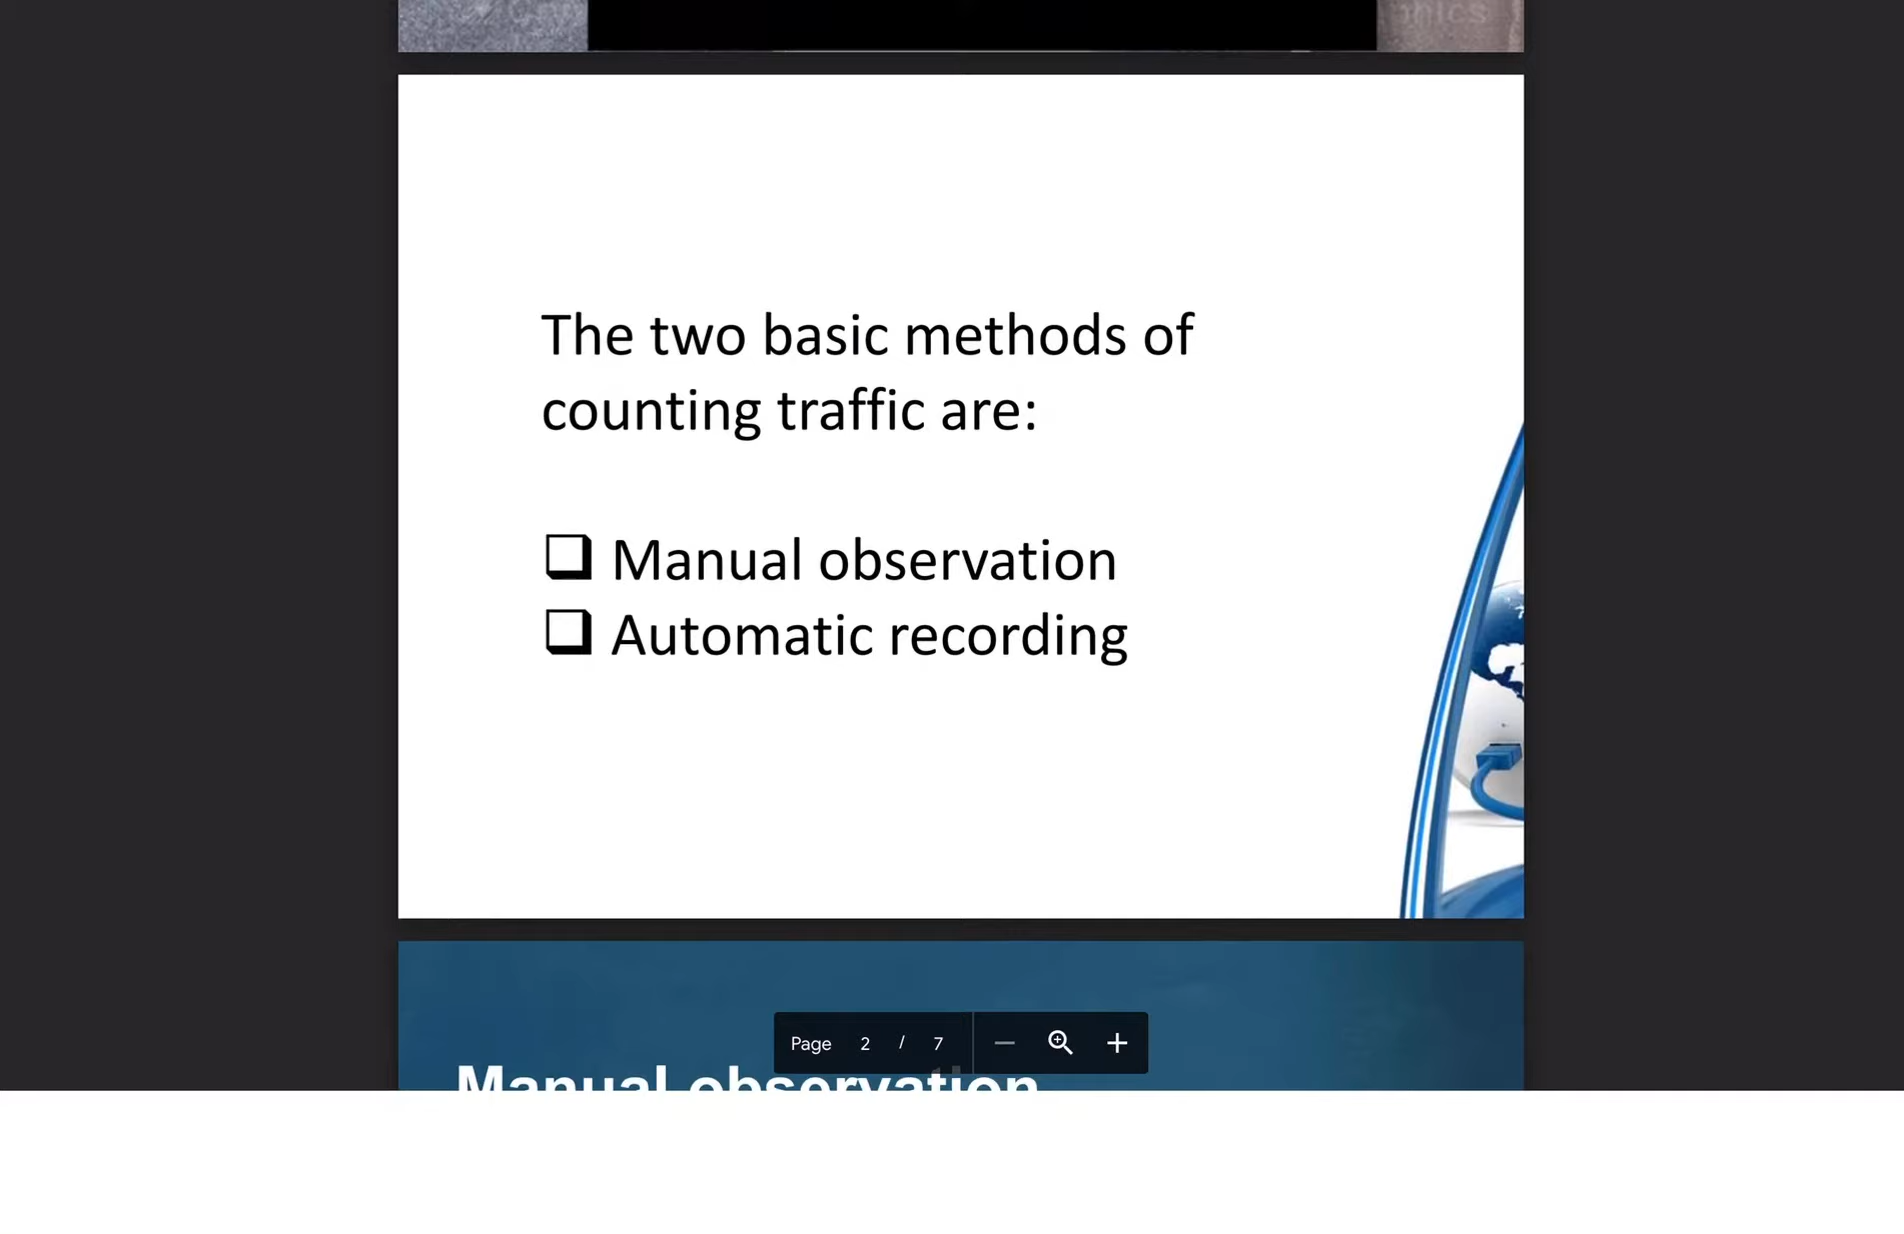 The two basic methods of
counting traffic are:
❑ Manual observation
❑ Automatic recording
Page 2 / 7
Manual observation